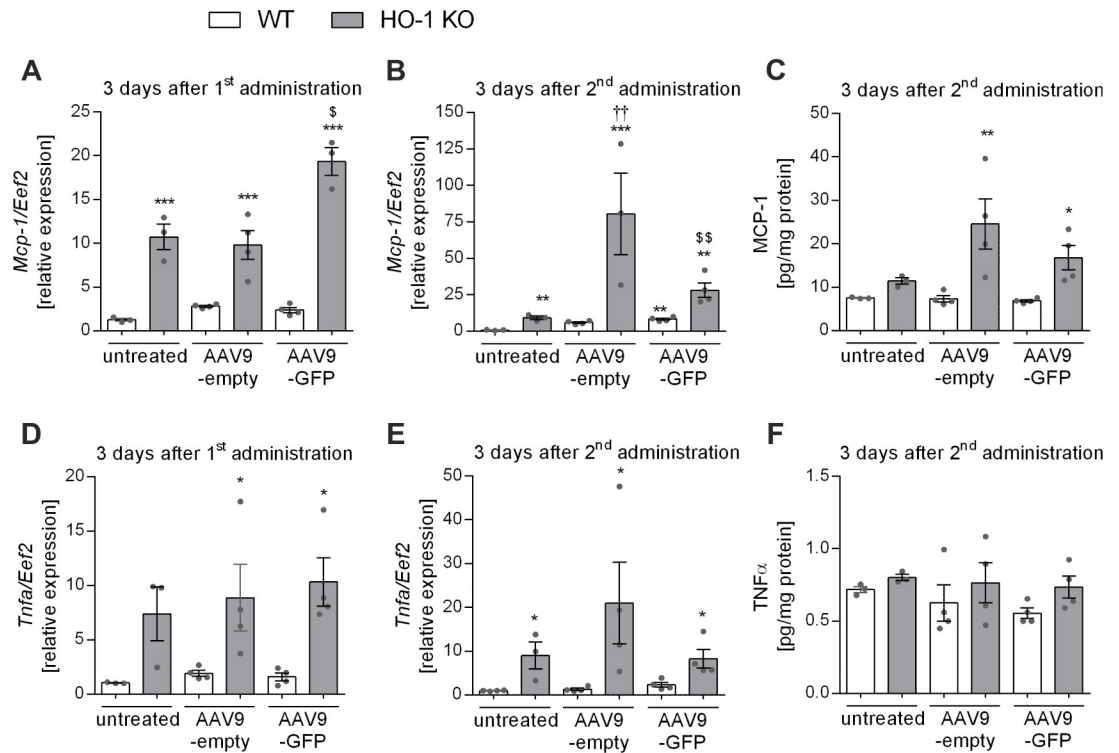 WT HO-1 KO
A
3 days after 1st administration
Mcp-1/Eef2
[relative expression]
25
20
15
10
5
0
***
***
$
***
untreated
AAV9
-empty
AAV9
-GFP
B
3 days after 2nd administration
Mcp-1/Eef2
[relative expression]
150
125
100
75
50
25
0
**
††
***
**
$$
**
untreated
AAV9
-empty
AAV9
-GFP
C
3 days after 2nd administration
MCP-1
[pg/mg protein]
50
40
30
20
10
0
**
*
untreated
AAV9
-empty
AAV9
-GFP
D
3 days after 1st administration
Tnfa/Eef2
[relative expression]
20
15
10
5
0
*
*
untreated
AAV9
-empty
AAV9
-GFP
E
3 days after 2nd administration
Tnfa/Eef2
[relative expression]
50
40
30
20
10
0
*
*
*
untreated
AAV9
-empty
AAV9
-GFP
F
3 days after 2nd administration
TNFα
[pg/mg protein]
1.5
1.0
0.5
0.0
untreated
AAV9
-empty
AAV9
-GFP